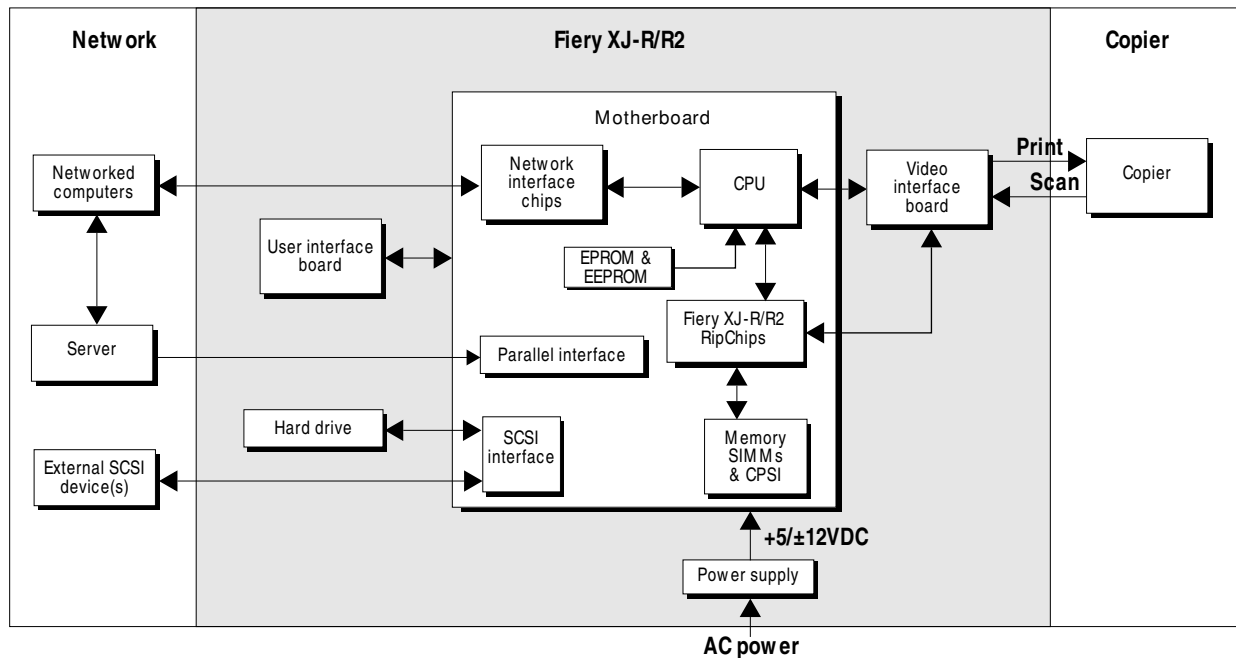 Network
Fiery XJ-R/R2
Copier
Motherboard
Networked
computers
Network
interface
chips
CPU
Video
interface
board
Print
Scan
Copier
User interface
board
EPROM &
EEPROM
Server
Parallel interface
Fiery XJ-R/R2
RipChips
Hard drive
SCSI
interface
Memory
SIMMs
& CPSI
External SCSI
device(s)
+5/±12VDC
Power supply
AC power